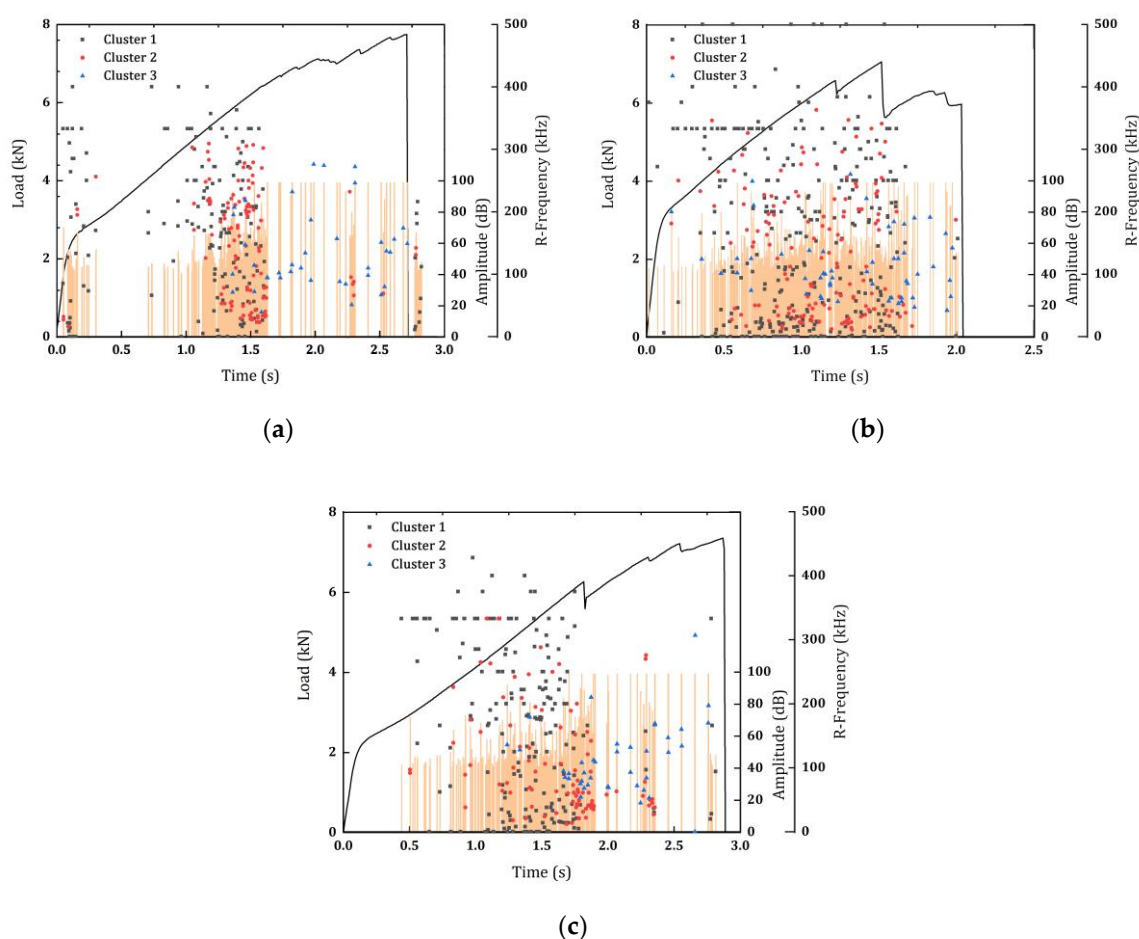 8
6
4
2
0
Load (kN)
Cluster 1
Cluster 2
Cluster 3
0.0 0.5 1.0 1.5 2.0 2.5 3.0
Time (s)
100
80
60
40
20
0
Amplitude (dB)
500
400
300
200
100
0
R-Frequency (kHz)
(a)
8
6
4
2
0
Load (kN)
Cluster 1
Cluster 2
Cluster 3
0.0 0.5 1.0 1.5 2.0 2.5
Time (s)
100
80
60
40
20
0
Amplitude (dB)
500
400
300
200
100
0
R-Frequency (kHz)
(b)
8
6
4
2
0
Load (kN)
Cluster 1
Cluster 2
Cluster 3
0.0 0.5 1.0 1.5 2.0 2.5 3.0
Time (s)
100
80
60
40
20
0
Amplitude (dB)
500
400
300
200
100
0
R-Frequency (kHz)
(c)